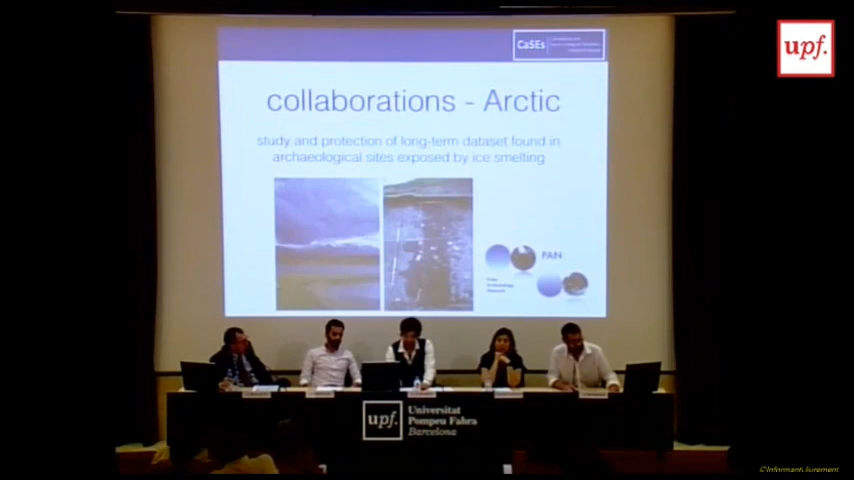 CaSEs
upf.
collaborations - Arctic
study and protection of long-term dataset found in
archaeological sites exposed by ice smelting
PAN
upf.
Universitat
Pompeu Fabra
Barcelona